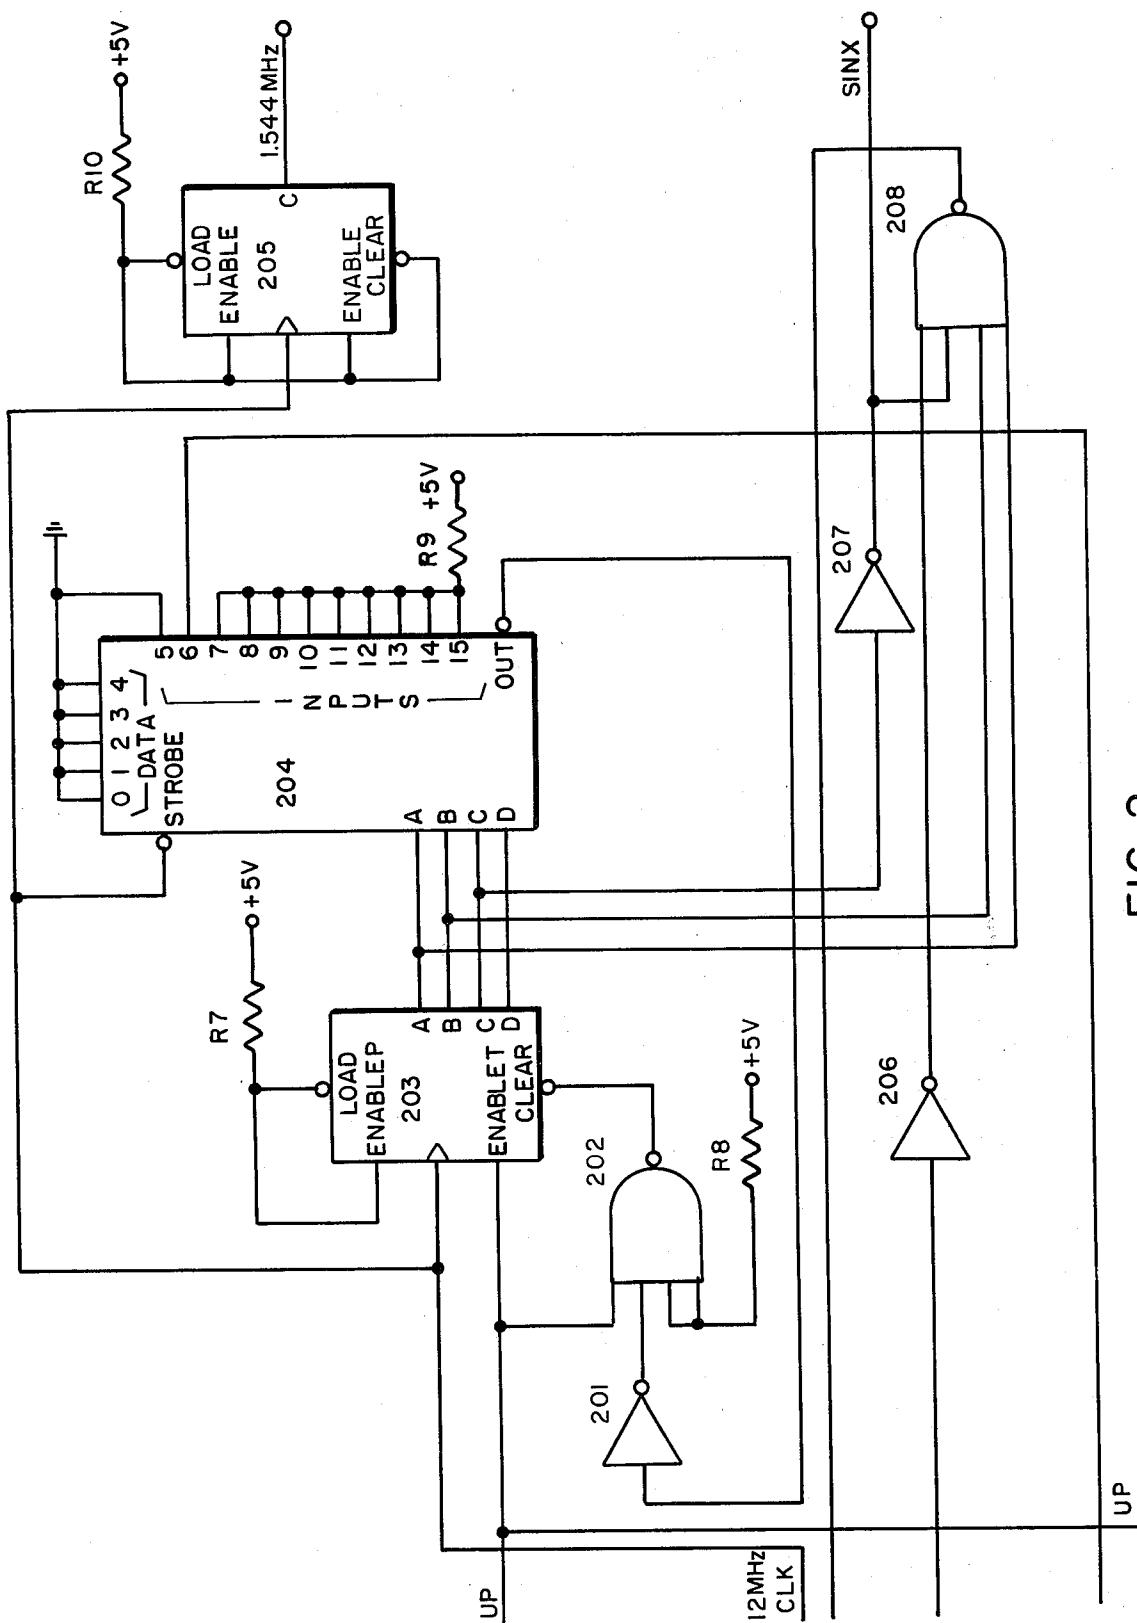 +5V
R10
1.544MHz
LOAD
ENABLE
205
ENABLE
CLEAR
C
SINX
208
R9 +5V
207
0 1 2 3 4
DATA
STROBE
204
5
6
7
8
9
10
11
12
13
14
15
INPUTS
OUT
A
B
C
D
+5V
R7
LOAD
ENABLEP
203
ENABLET
CLEAR
A
B
C
D
202
R8
+5V
201
206
UP
12MHz
CLK
UP